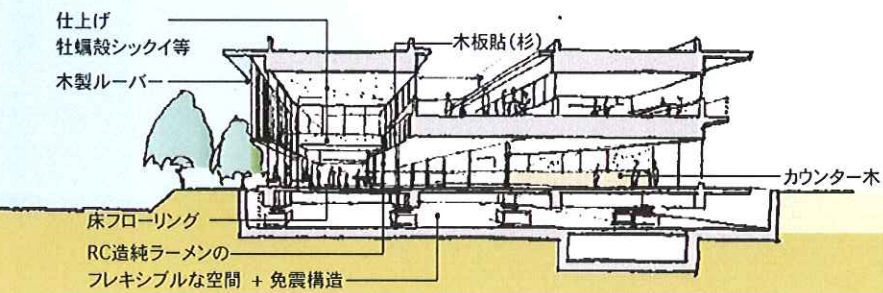 仕上げ
牡蠣殻シックイ等
木製ルーバー
木板貼(杉)
カウンター木
床フローリング
RC造純ラーメンの
フレキシブルな空間 + 免震構造